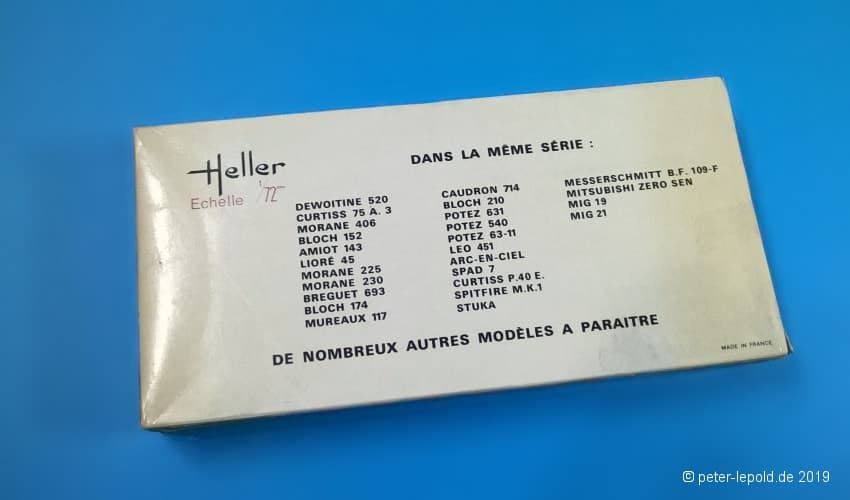 Heller
Echelle 1/72ème
DANS LA MÊME SÉRIE :
DEWOITINE 520
CURTISS 75 A. 3
MORANE 406
BLOCH 152
AMIOT 143
LIORÉ 45
MORANE 225
MORANE 230
BREGUET 693
BLOCH 174
MUREAUX 117
CAUDRON 714
BLOCH 210
POTEZ 631
POTEZ 540
POTEZ 63-11
LEO 451
ARC-EN-CIEL
SPAD 7
CURTISS P.40 E.
SPITFIRE M.K.1
STUKA
MESSERSCHMITT B.F. 109-F
MITSUBISHI ZERO SEN
MIG 19
MIG 21
DE NOMBREUX AUTRES MODÈLES A PARAITRE
MADE IN FRANCE
© peter-lepold.de 2019